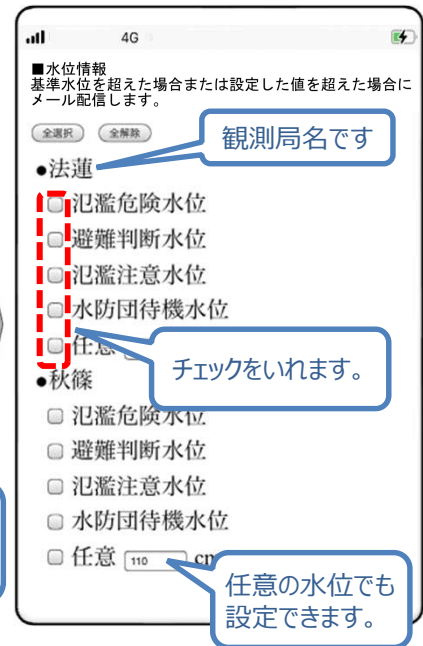 4G
■水位情報
基準水位を超えた場合または設定した値を超えた場合に
メール配信します。
全選択 全解除
観測局名です
●法蓮
氾濫危険水位
避難判断水位
氾濫注意水位
水防団待機水位
任意
チェックをいれます。
●秋篠
氾濫危険水位
避難判断水位
氾濫注意水位
水防団待機水位
任意 110 cm
任意の水位でも
設定できます。